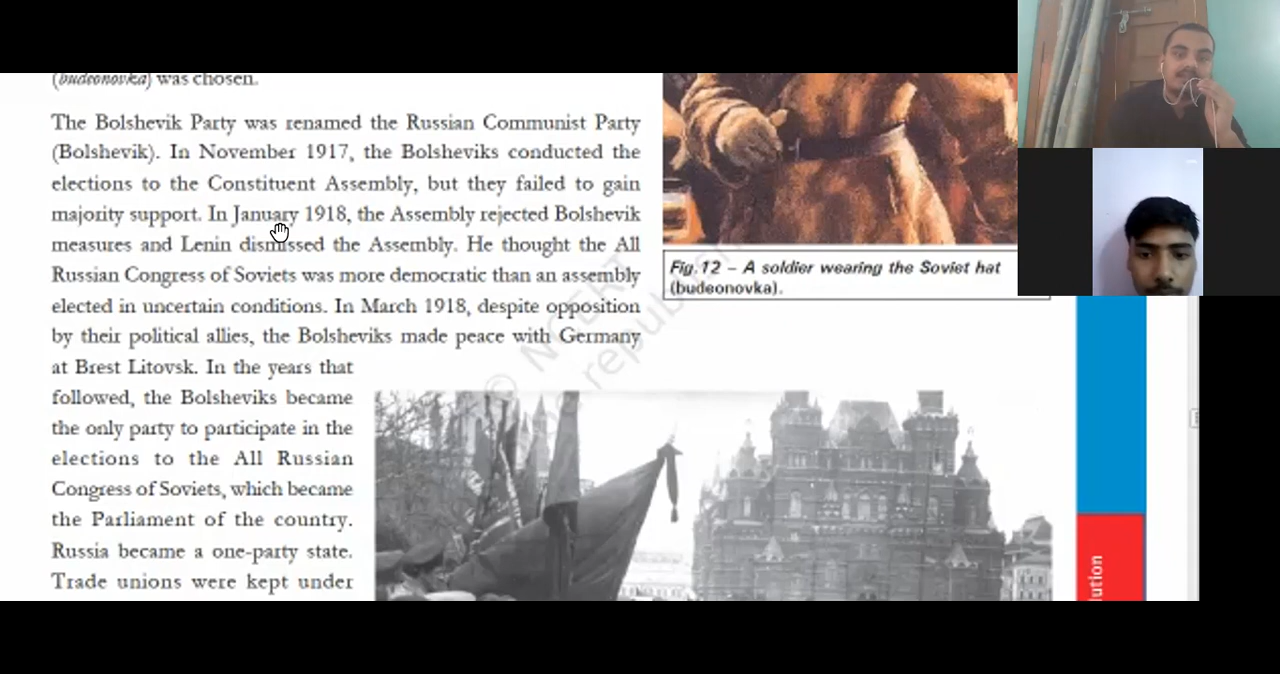 (budeonovka) was chosen.
The Bolshevik Party was renamed the Russian Communist Party
(Bolshevik). In November 1917, the Bolsheviks conducted the
elections to the Constituent Assembly, but they failed to gain
majority support. In January 1918, the Assembly rejected Bolshevik
measures and Lenin dismissed the Assembly. He thought the All
Russian Congress of Soviets was more democratic than an assembly
elected in uncertain conditions. In March 1918, despite opposition
by their political allies, the Bolsheviks made peace with Germany
at Brest Litovsk. In the years that
followed, the Bolsheviks became
the only party to participate in the
elections to the All Russian
Congress of Soviets, which became
the Parliament of the country.
Russia became a one-party state.
Trade unions were kept under
Fig.12 – A soldier wearing the Soviet hat
(budeonovka).
© NCERT
be republis
lution